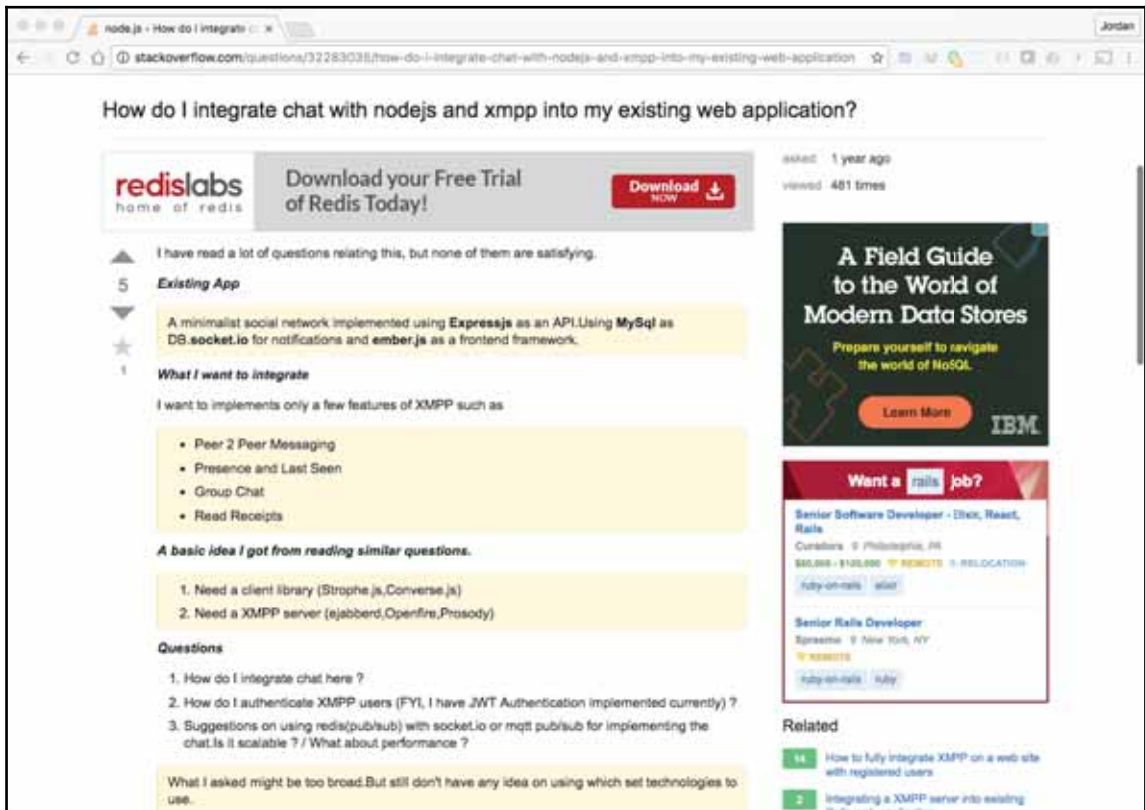 node.js - How do I integrate
Jordan
stackoverflow.com/questions/32283035/how-do-i-integrate-chat-with-nodejs-and-xmpp-into-my-existing-web-application
How do I integrate chat with nodejs and xmpp into my existing web application?
redislabs
home of redis
Download your Free Trial
of Redis Today!
Download
NOW
asked 1 year ago
viewed 481 times
I have read a lot of questions relating this, but none of them are satisfying.
5
Existing App
A minimalist social network implemented using Expressjs as an API.Using MySql as
DB.socket.io for notifications and ember.js as a frontend framework.
1
What I want to integrate
I want to implements only a few features of XMPP such as
• Peer 2 Peer Messaging
• Presence and Last Seen
• Group Chat
• Read Receipts
A basic idea I got from reading similar questions.
1. Need a client library (Strophe.js,Converse.js)
2. Need a XMPP server (ejabberd,Openfire,Prosody)
Questions
1. How do I integrate chat here ?
2. How do I authenticate XMPP users (FYI, I have JWT Authentication implemented currently) ?
3. Suggestions on using redis(pub/sub) with socket.io or mqtt pub/sub for implementing the
chat.Is it scalable ? / What about performance ?
What I asked might be too broad.But still don't have any idea on using which set technologies to
use.
A Field Guide
to the World of
Modern Data Stores
Prepare yourself to navigate
the world of NoSQL
Learn More
IBM
Want a rails job?
Senior Software Developer - Elixir, React,
Rails
Curators Philadelphia, PA
REMOTE RELOCATION
ruby-on-rails elixir
Senior Rails Developer
Spreemo New York, NY
REMOTE
ruby-on-rails ruby
Related
14 How to fully integrate XMPP on a web site
with registered users
2 Integrating a XMPP server into existing